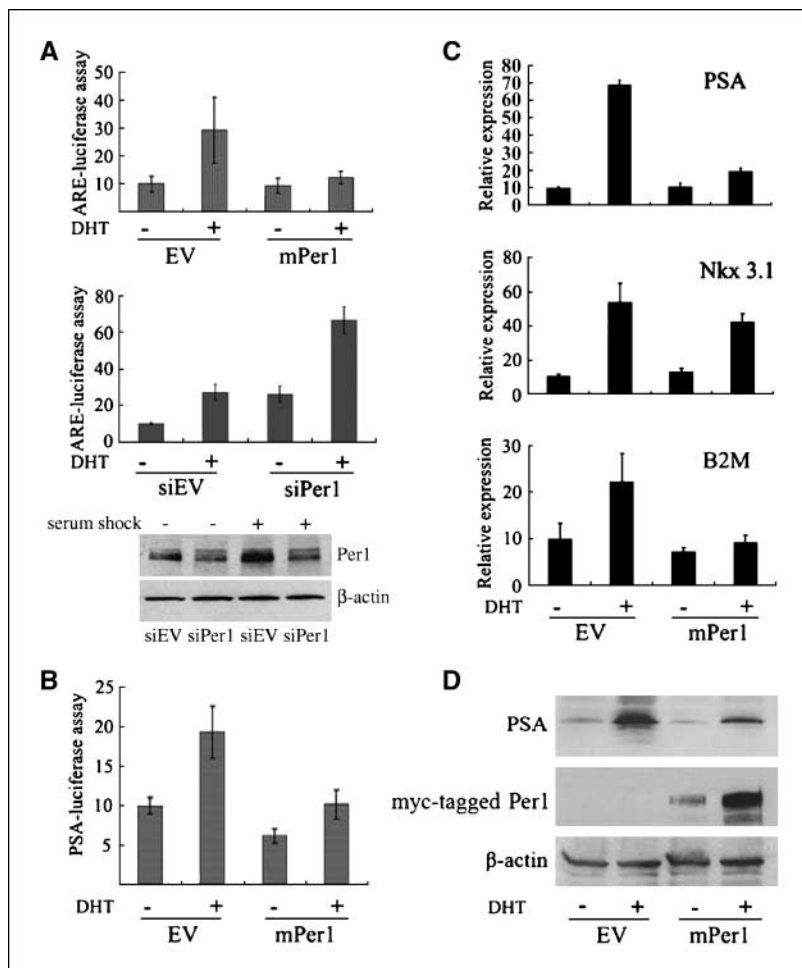 A
ARE-luciferase assay
50
40
30
20
10
DHT - + - +
EV mPer1
ARE-luciferase assay
80
60
40
20
0
DHT - + - +
siEV siPer1
serum shock - - + +
Per1
β-actin
siEV siPer1 siEV siPer1
B
PSA-luciferase assay
25
20
15
10
5
- + - +
EV mPer1
C
Relative expression
80
70
60
50
40
30
20
10
0
PSA
Relative expression
80
60
40
20
0
Nkx 3.1
Relative expression
30
20
10
0
B2M
DHT - + - +
EV mPer1
D
PSA
myc-tagged Per1
β-actin
DHT - + - +
EV mPer1